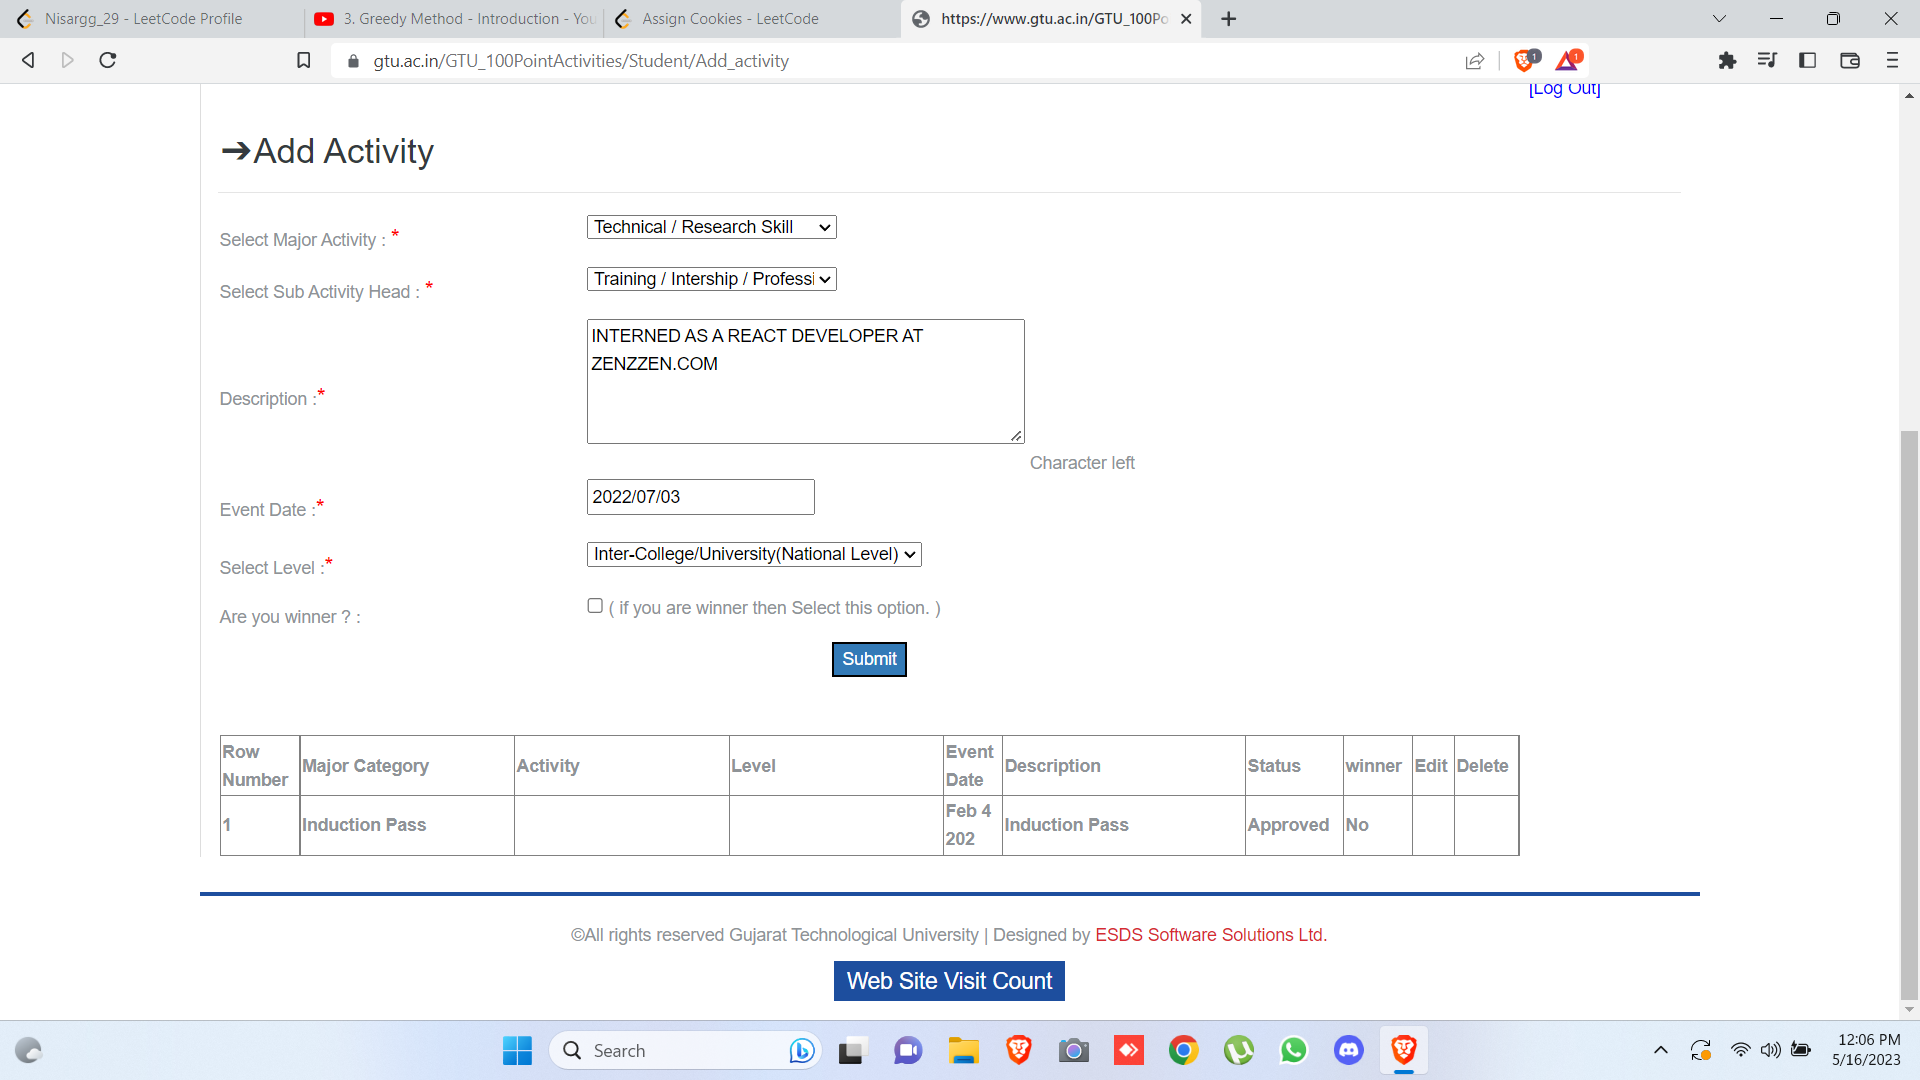 Nisargg_29 - LeetCode Profile
3. Greedy Method - Introduction - You
Assign Cookies - LeetCode
https://www.gtu.ac.in/GTU_100Po
gtu.ac.in/GTU_100PointActivities/Student/Add_activity
1
1
[Log Out]
➔Add Activity
Select Major Activity : *
Technical / Research Skill
Select Sub Activity Head : *
Training / Intership / Professi
Description :*
INTERNED AS A REACT DEVELOPER AT
ZENZZEN.COM
Character left
Event Date :*
2022/07/03
Select Level :*
Inter-College/University(National Level)
Are you winner ? :
( if you are winner then Select this option. )
Submit
Row Number Major Category Activity Level Event Date Description Status winner Edit Delete
1 Induction Pass Feb 4 202 Induction Pass Approved No
©All rights reserved Gujarat Technological University | Designed by ESDS Software Solutions Ltd.
Web Site Visit Count
Search
12:06 PM
5/16/2023